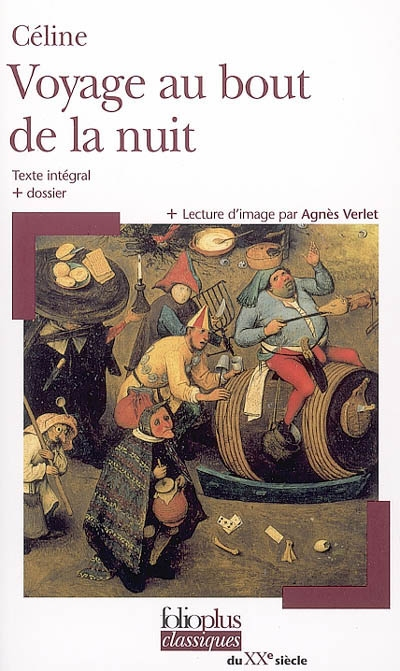 Céline
Voyage au bout
de la nuit
Texte intégral
+ dossier
+ Lecture d'image par Agnès Verlet
folioplus
classiques
du XXe siècle